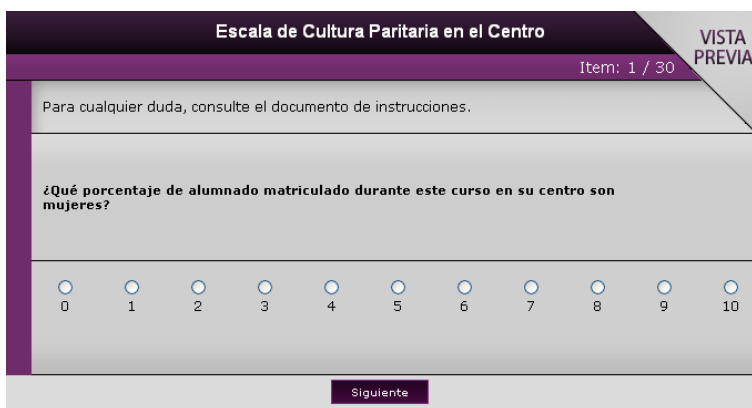 Escala de Cultura Paritaria en el Centro
VISTA
PREVIA
Item: 1 / 30
Para cualquier duda, consulte el documento de instrucciones.
¿Qué porcentaje de alumnado matriculado durante este curso en su centro son
mujeres?
0 1 2 3 4 5 6 7 8 9 10
Siguiente